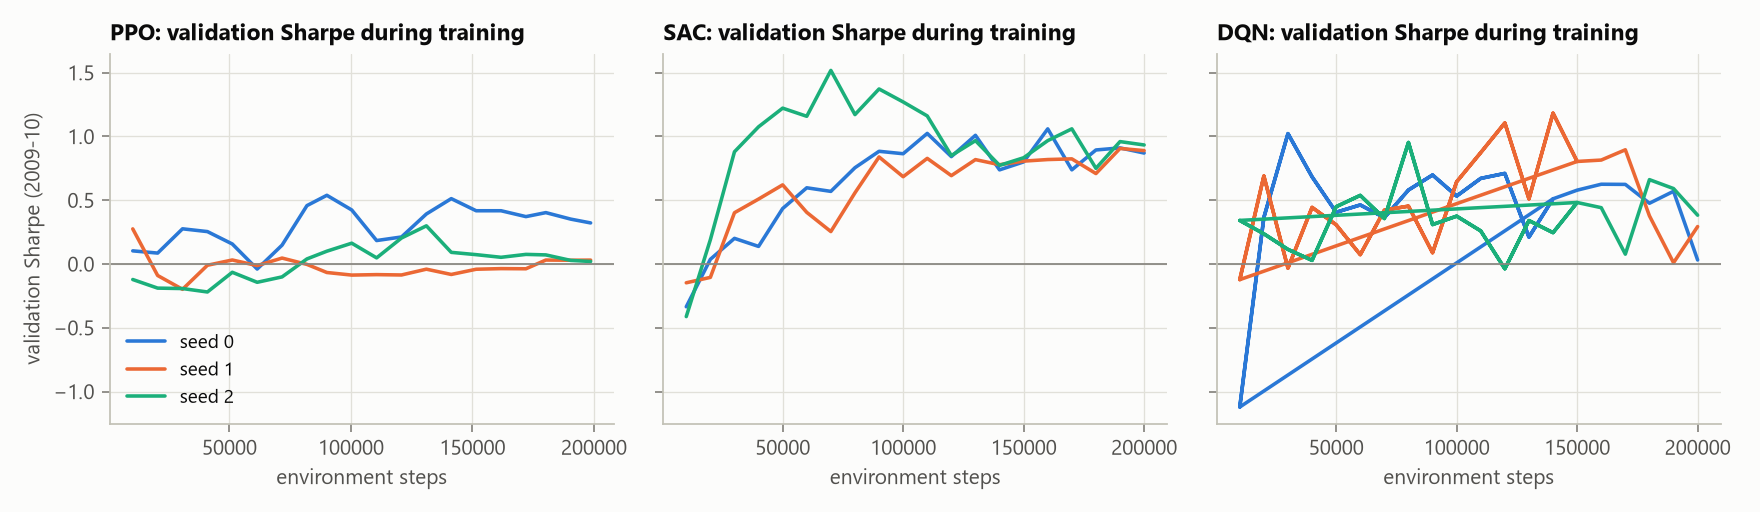 PPO: validation Sharpe during training
SAC: validation Sharpe during training
DQN: validation Sharpe during training
validation Sharpe (2009-10)
1.5
1.0
0.5
0.0
−0.5
−1.0
seed 0
seed 1
seed 2
50000
100000
150000
200000
50000
100000
150000
200000
50000
100000
150000
200000
environment steps
environment steps
environment steps